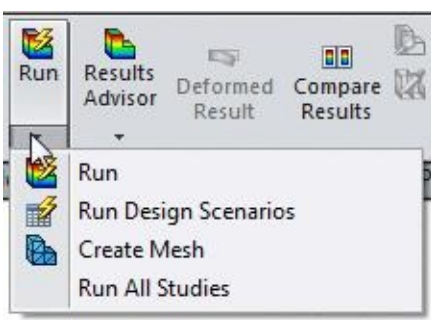 Run
Results
Advisor
Deformed
Result
Compare
Results
Run
Run Design Scenarios
Create Mesh
Run All Studies